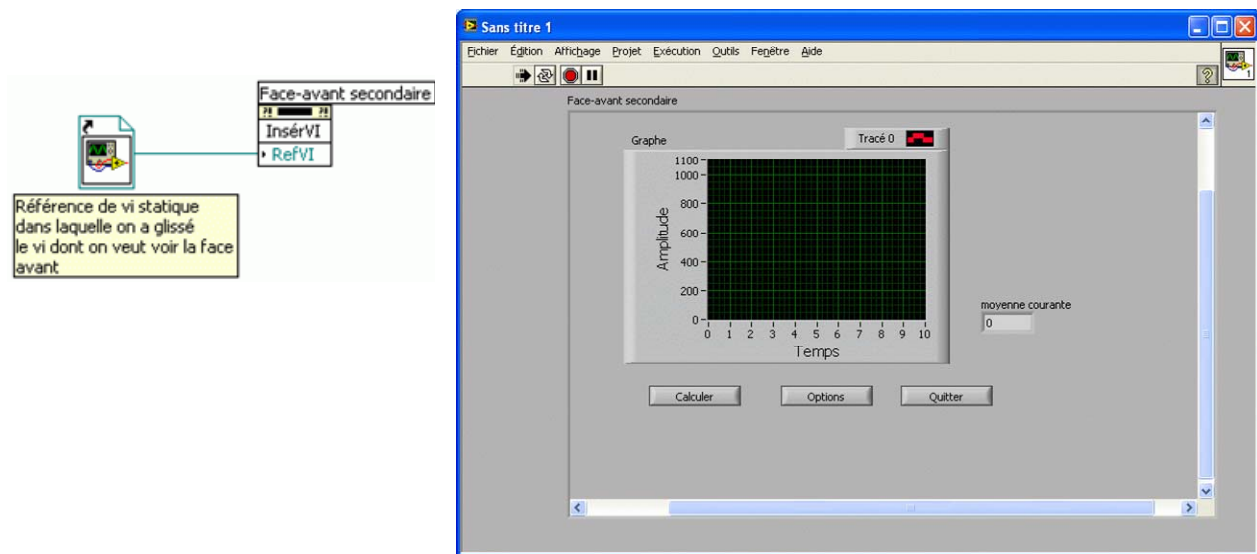 Face-avant secondaire
InsérVI
RefVI
Référence de vi statique
dans laquelle on a glissé
le vi dont on veut voir la face
avant
Sans titre 1
Fichier Édition Affichage Projet Exécution Outils Fenêtre Aide
1
Face-avant secondaire
Graphe
Tracé 0
1100
1000
800
600
400
200
0
Amplitude
0 1 2 3 4 5 6 7 8 9 10
Temps
moyenne courante
0
Calculer Options Quitter